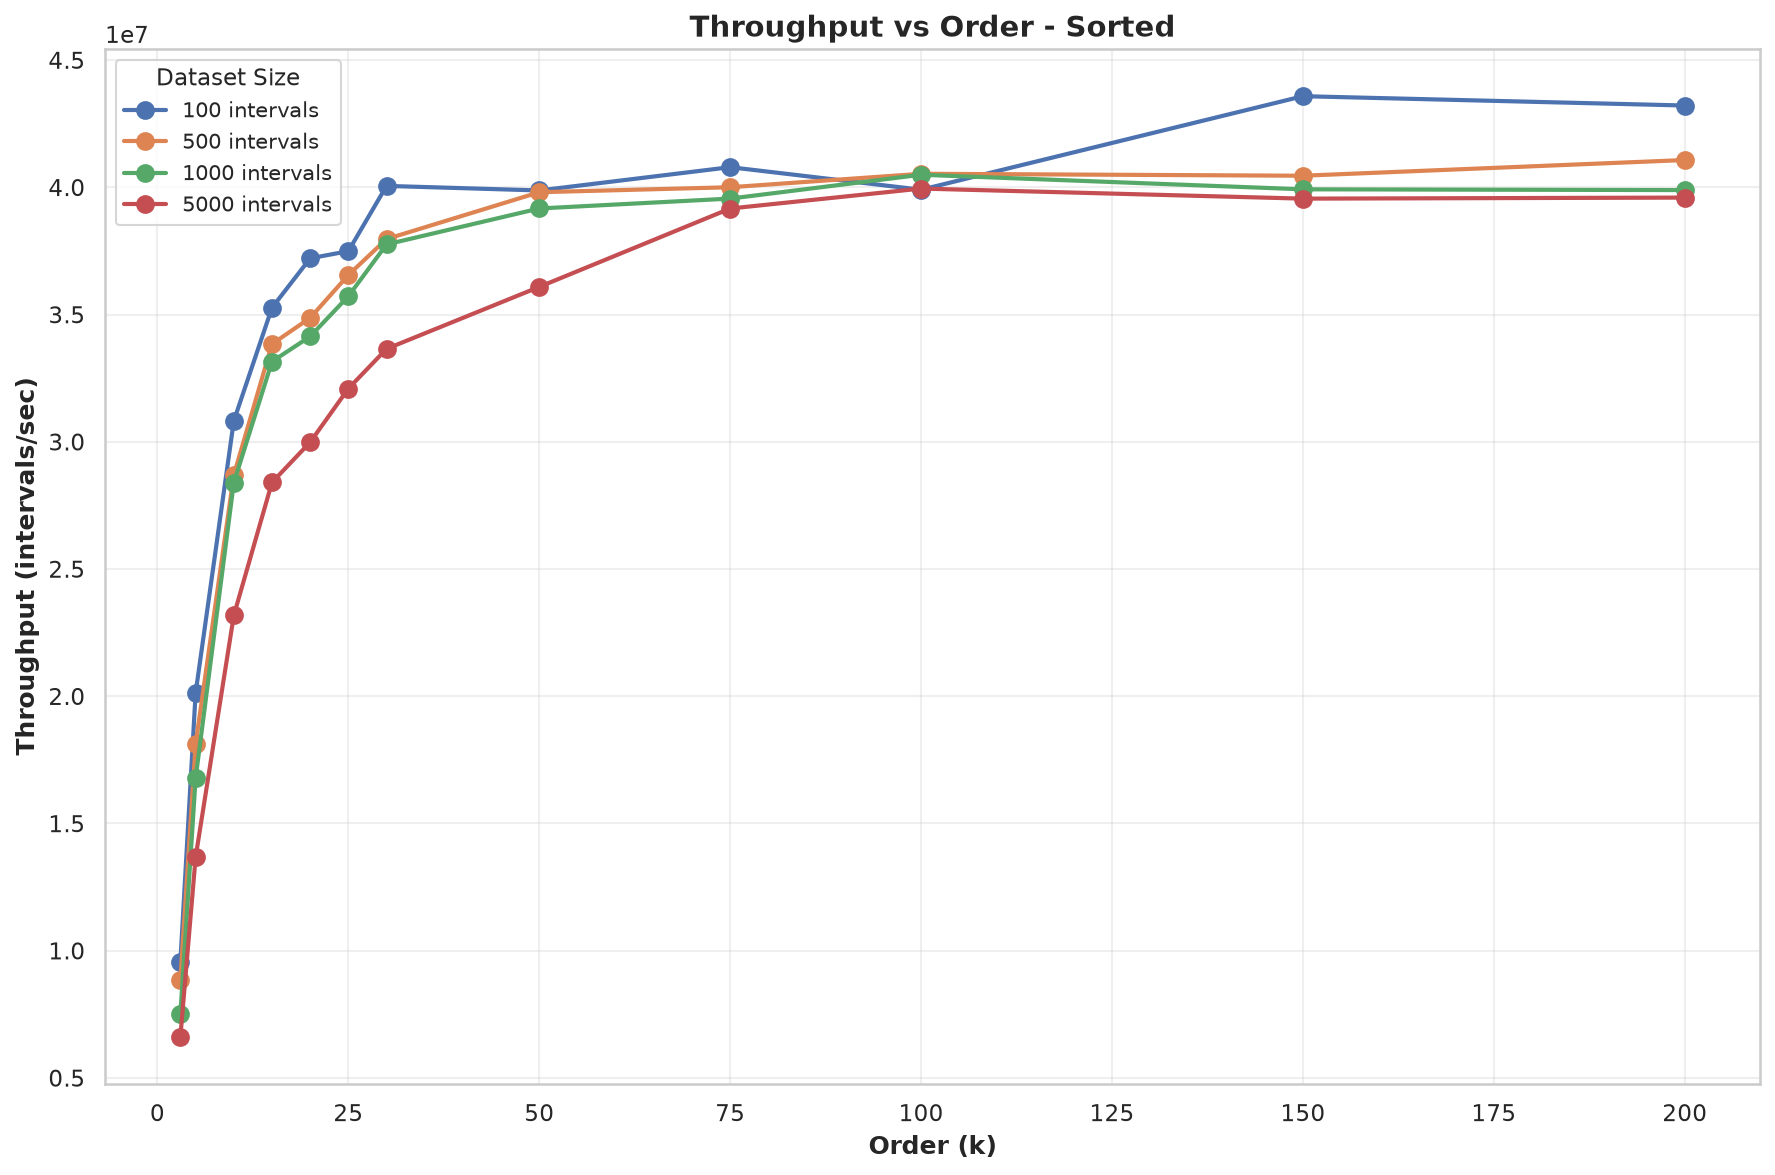 Throughput vs Order - Sorted
1e7
4.5
4.0
3.5
3.0
2.5
2.0
1.5
1.0
0.5
Throughput (intervals/sec)
Dataset Size
100 intervals
500 intervals
1000 intervals
5000 intervals
0 25 50 75 100 125 150 175 200
Order (k)